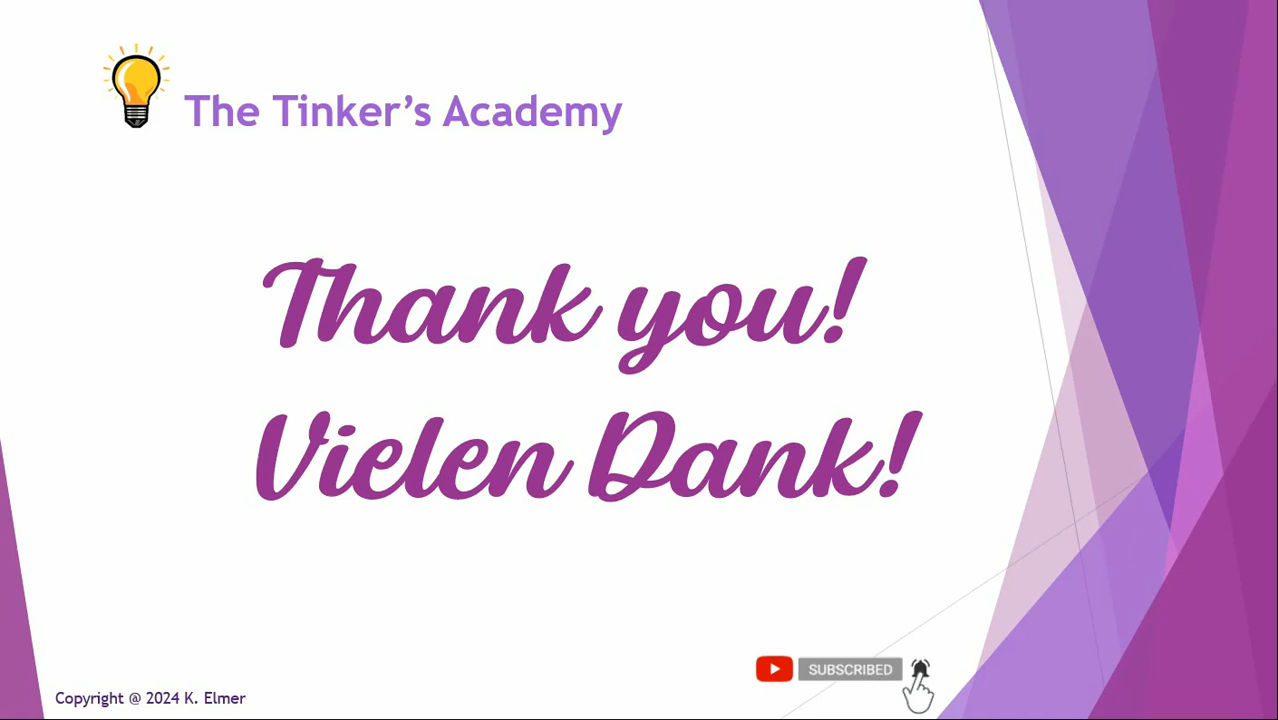 The Tinker’s Academy
Thank you!
Vielen Dank!
SUBSCRIBED
Copyright @ 2024 K. Elmer